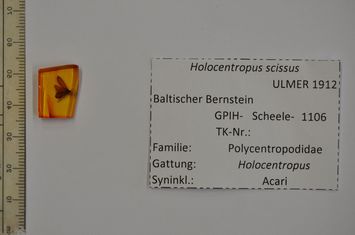 Holocentropus scissus
ULMER 1912
Baltischer Bernstein
GPIH- Scheele- 1106
TK-Nr.:
Familie: Polycentropodidae
Gattung: Holocentropus
Syninkl.: Acari